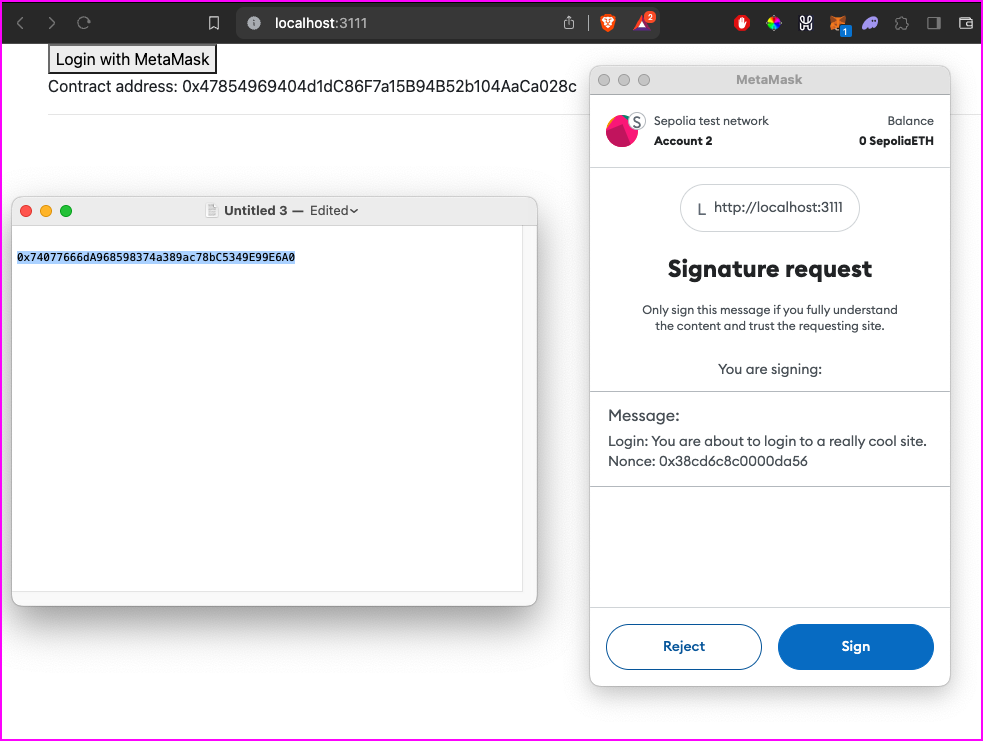 localhost:3111
2
1
Login with MetaMask
Contract address: 0x47854969404d1dC86F7a15B94B52b104AaCa028c
Untitled 3 — Edited
0x74077666dA968598374a389ac78bC5349E99E6A0
MetaMask
S
Sepolia test network
Balance
Account 2
0 SepoliaETH
L http://localhost:3111
Signature request
Only sign this message if you fully understand
the content and trust the requesting site.
You are signing:
Message:
Login: You are about to login to a really cool site.
Nonce: 0x38cd6c8c0000da56
Reject
Sign